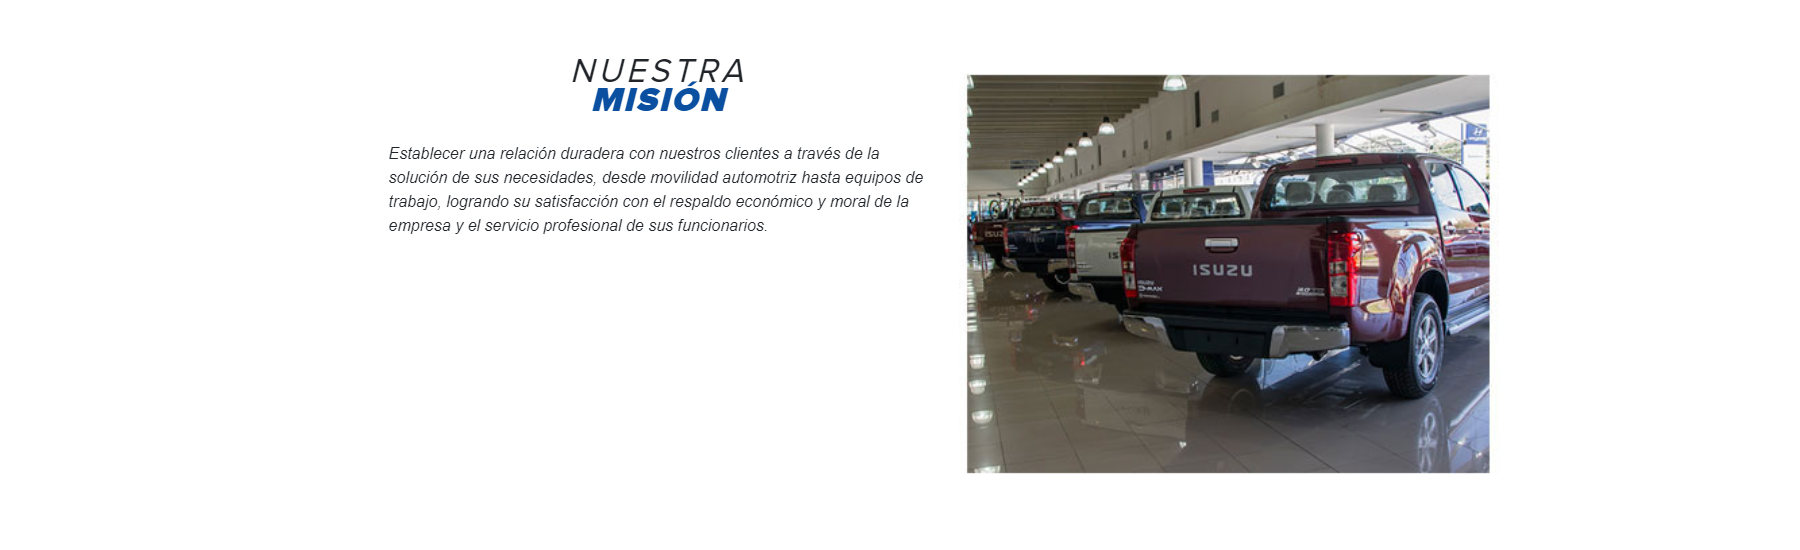 NUESTRA
MISIÓN
Establecer una relación duradera con nuestros clientes a través de la
solución de sus necesidades, desde movilidad automotriz hasta equipos de
trabajo, logrando su satisfacción con el respaldo económico y moral de la
empresa y el servicio profesional de sus funcionarios.
ISUZU
ISUZU
D-MAX